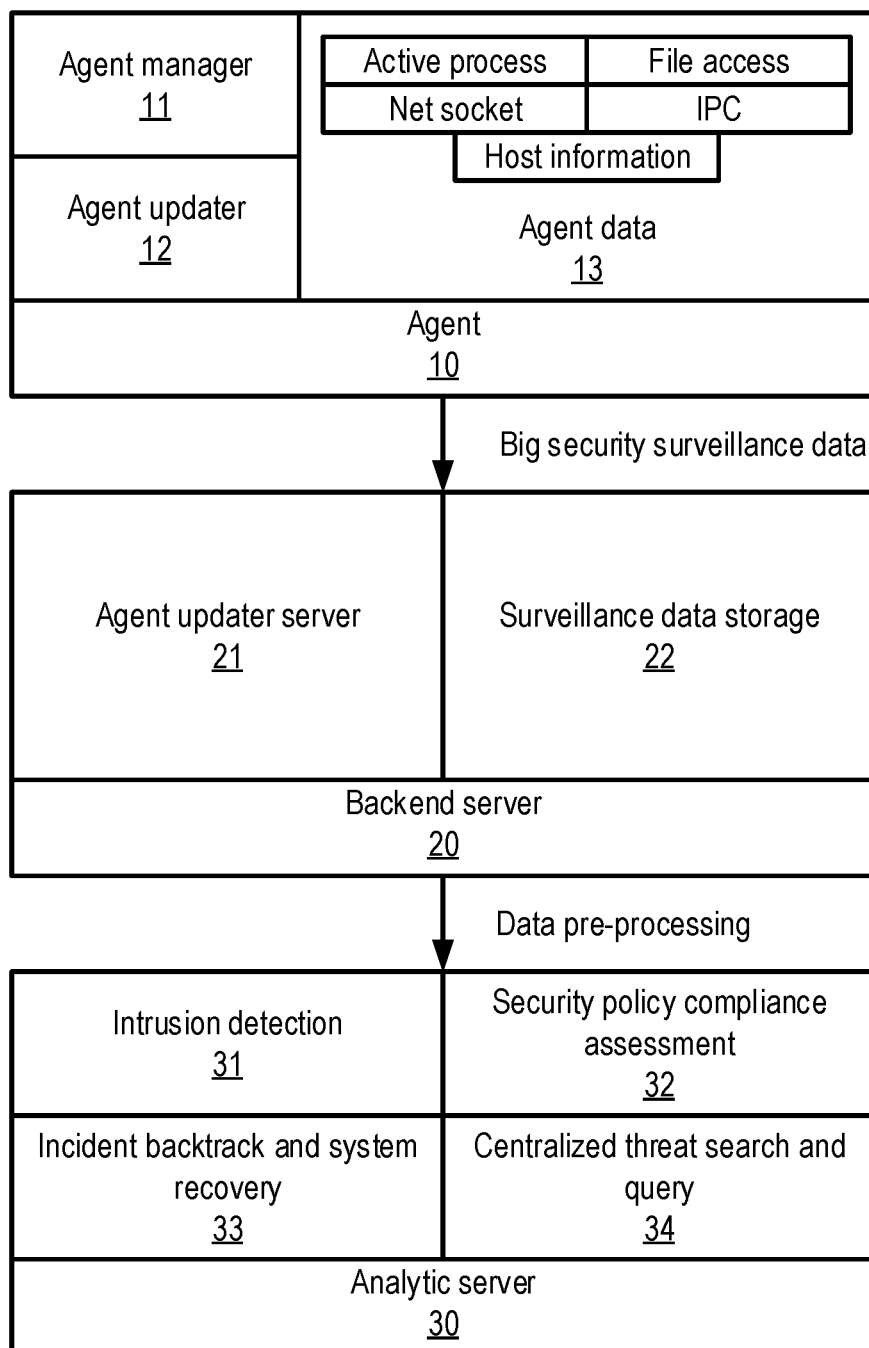 Agent manager
11
Agent updater
12
Active process
File access
Net socket
IPC
Host information
Agent data
13
Agent
10
Big security surveillance data
Agent updater server
21
Surveillance data storage
22
Backend server
20
Data pre-processing
Intrusion detection
31
Security policy compliance
assessment
32
Incident backtrack and system
recovery
33
Centralized threat search and
query
34
Analytic server
30